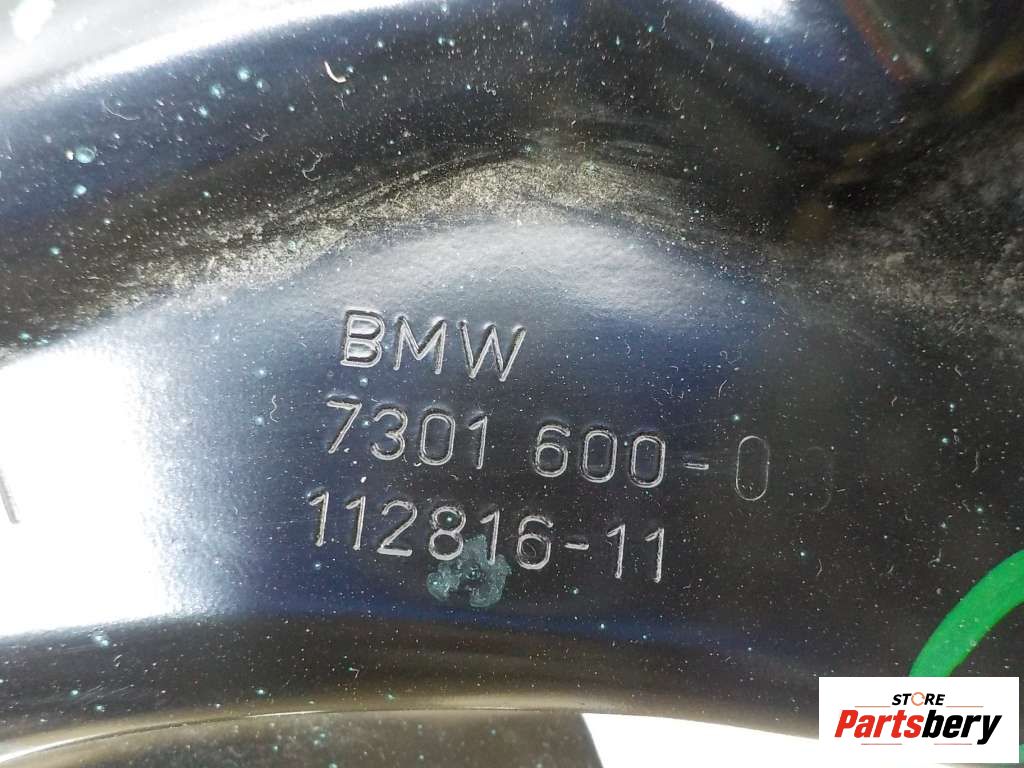 BMW
7301 600-0
112816-11
STORE
Partsbery